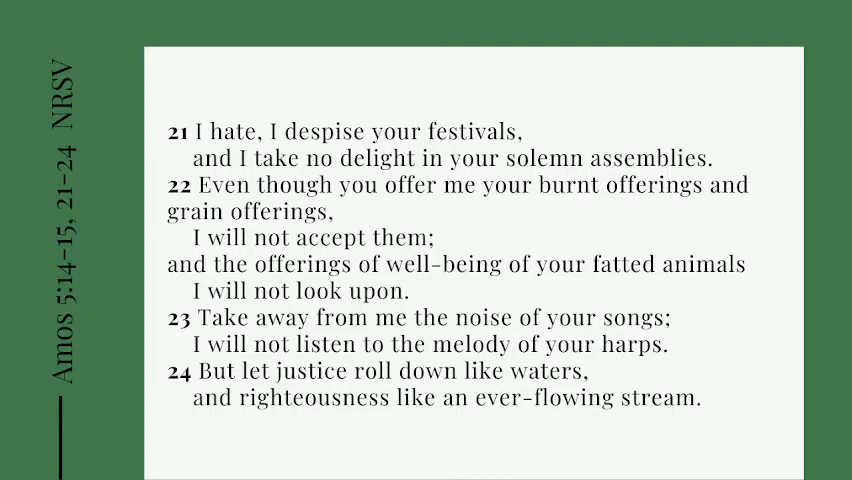 Amos 5:14-15, 21-24 NRSV
21 I hate, I despise your festivals,
and I take no delight in your solemn assemblies.
22 Even though you offer me your burnt offerings and
grain offerings,
I will not accept them;
and the offerings of well-being of your fatted animals
I will not look upon.
23 Take away from me the noise of your songs;
I will not listen to the melody of your harps.
24 But let justice roll down like waters,
and righteousness like an ever-flowing stream.